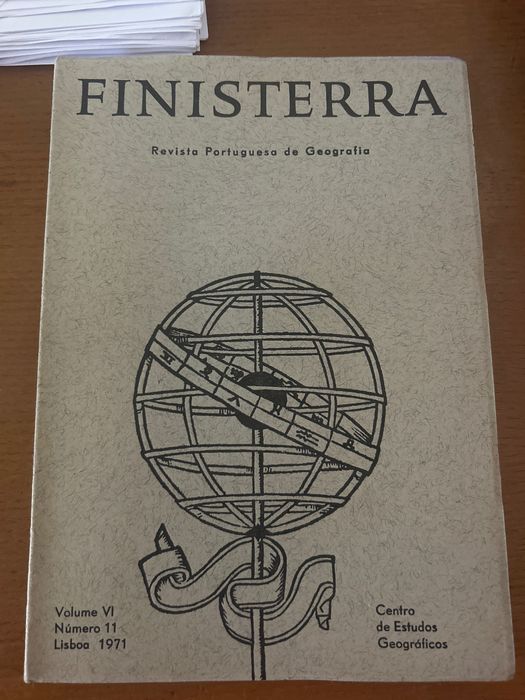 FINISTERRA
Revista Portuguesa de Geografia
Volume VI
Número 11
Lisboa 1971
Centro
de Estudos
Geográficos